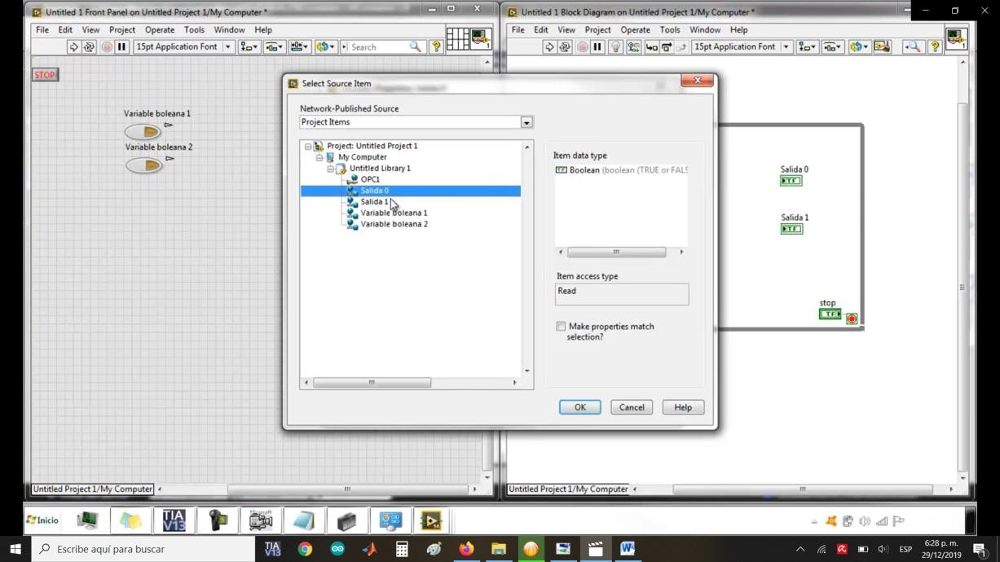 Untitled 1 Front Panel on Untitled Project 1/My Computer *
File Edit View Project Operate Tools Window Help
15pt Application Font
Search
STOP
Variable boleana 1
Variable boleana 2
Untitled Project 1/My Computer
Untitled 1 Block Diagram on Untitled Project 1/My Computer *
File Edit View Project Operate Tools Window Help
15pt Application Font
Salida 0
TF
Salida 1
TF
stop
TF
Untitled Project 1/My Computer
Select Source Item
Network-Published Source
Project Items
Project: Untitled Project 1
My Computer
Untitled Library 1
OPC1
Salida 0
Salida 1
Variable boleana 1
Variable boleana 2
Item data type
TF Boolean (boolean (TRUE or FALS
Item access type
Read
Make properties match
selection?
OK Cancel Help
Inicio
TIA
V13
Escribe aquí para buscar
TIA
V13
ESP
6:28 p. m.
29/12/2019